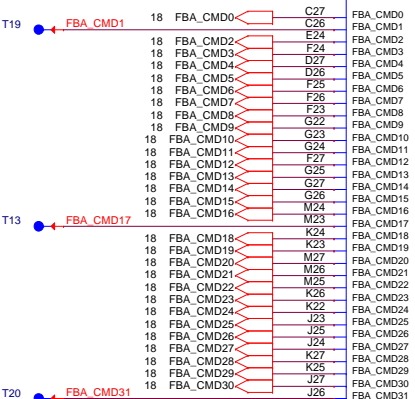 18 FBA_CMD0 C27 FBA_CMD0
T19 FBA_CMD1 C26 FBA_CMD1
18 FBA_CMD2 E24 FBA_CMD2
18 FBA_CMD3 F24 FBA_CMD3
18 FBA_CMD4 D27 FBA_CMD4
18 FBA_CMD5 D26 FBA_CMD5
18 FBA_CMD6 F25 FBA_CMD6
18 FBA_CMD7 F26 FBA_CMD7
18 FBA_CMD8 F23 FBA_CMD8
18 FBA_CMD9 G22 FBA_CMD9
18 FBA_CMD10 G23 FBA_CMD10
18 FBA_CMD11 G24 FBA_CMD11
18 FBA_CMD12 F27 FBA_CMD12
18 FBA_CMD13 G25 FBA_CMD13
18 FBA_CMD14 G27 FBA_CMD14
18 FBA_CMD15 G26 FBA_CMD15
18 FBA_CMD16 M24 FBA_CMD16
T13 FBA_CMD17 M23 FBA_CMD17
18 FBA_CMD18 K24 FBA_CMD18
18 FBA_CMD19 K23 FBA_CMD19
18 FBA_CMD20 M27 FBA_CMD20
18 FBA_CMD21 M26 FBA_CMD21
18 FBA_CMD22 M25 FBA_CMD22
18 FBA_CMD23 K26 FBA_CMD23
18 FBA_CMD24 K22 FBA_CMD24
18 FBA_CMD25 J23 FBA_CMD25
18 FBA_CMD26 J25 FBA_CMD26
18 FBA_CMD27 J24 FBA_CMD27
18 FBA_CMD28 K27 FBA_CMD28
18 FBA_CMD29 K25 FBA_CMD29
18 FBA_CMD30 J27 FBA_CMD30
T20 FBA_CMD31 J26 FBA_CMD31